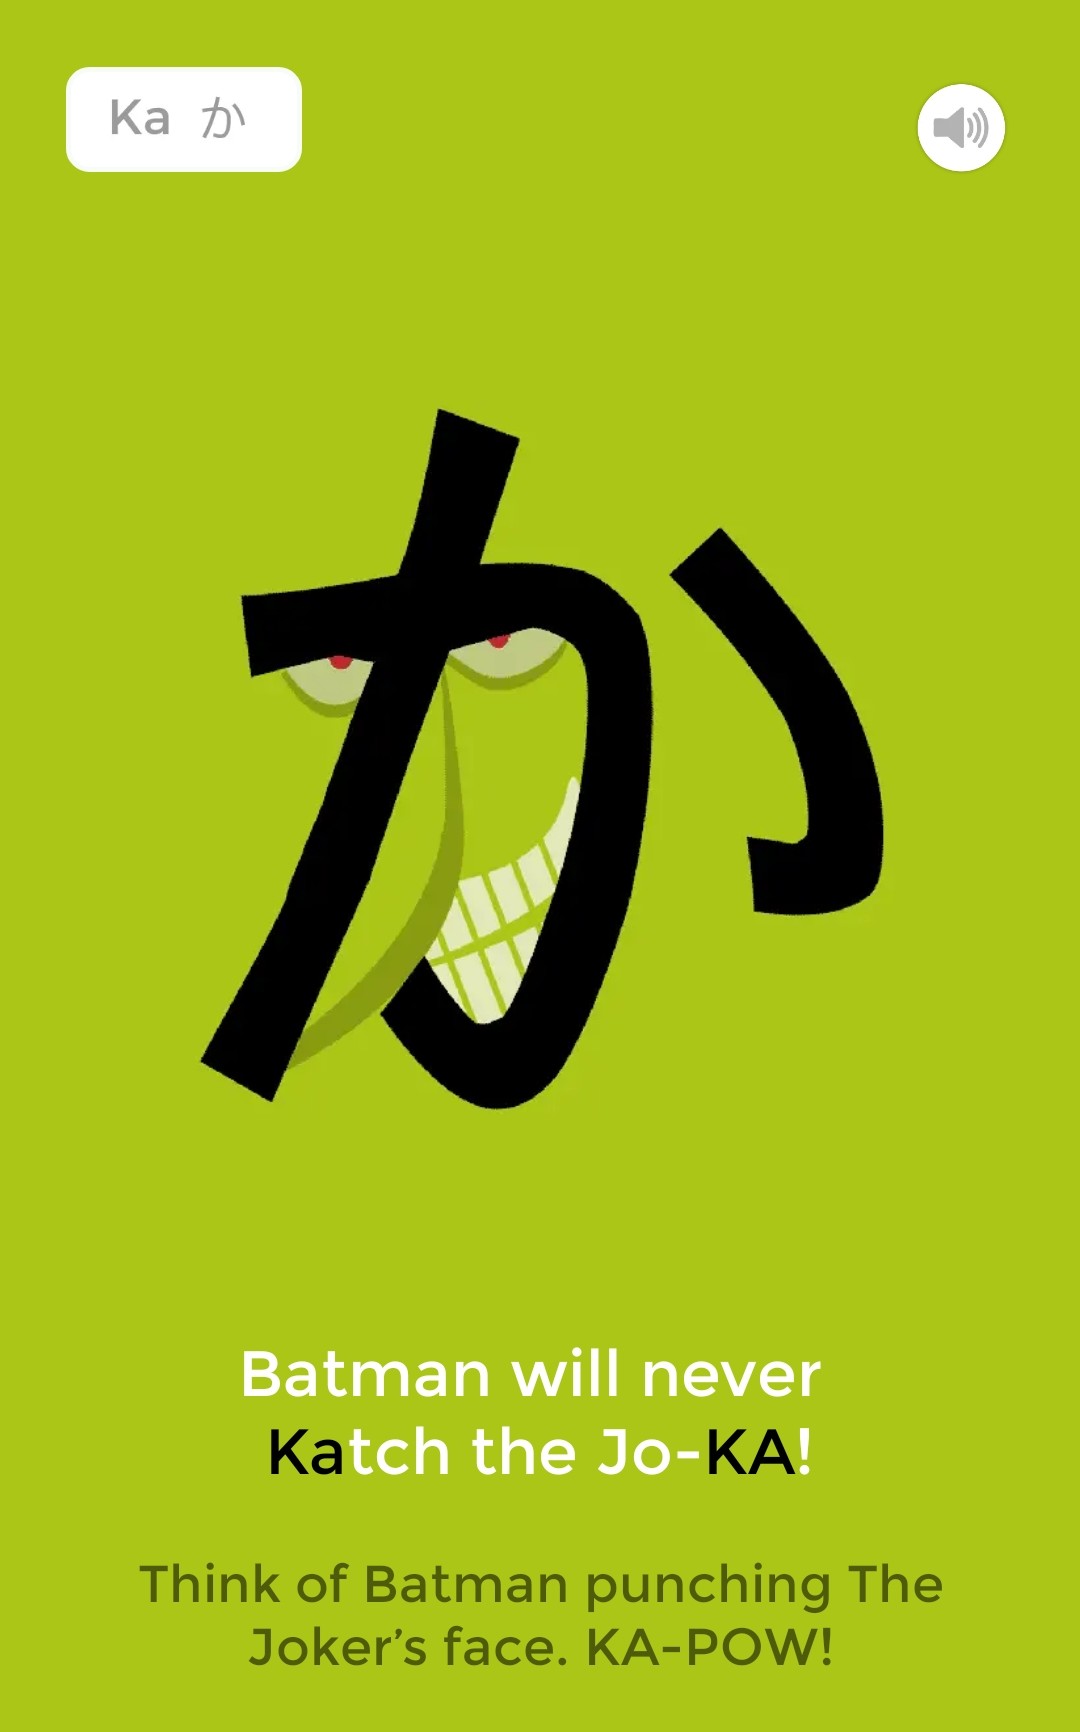 Ka か
か
Batman will never
Katch the Jo-KA!
Think of Batman punching The
Joker’s face. KA-POW!